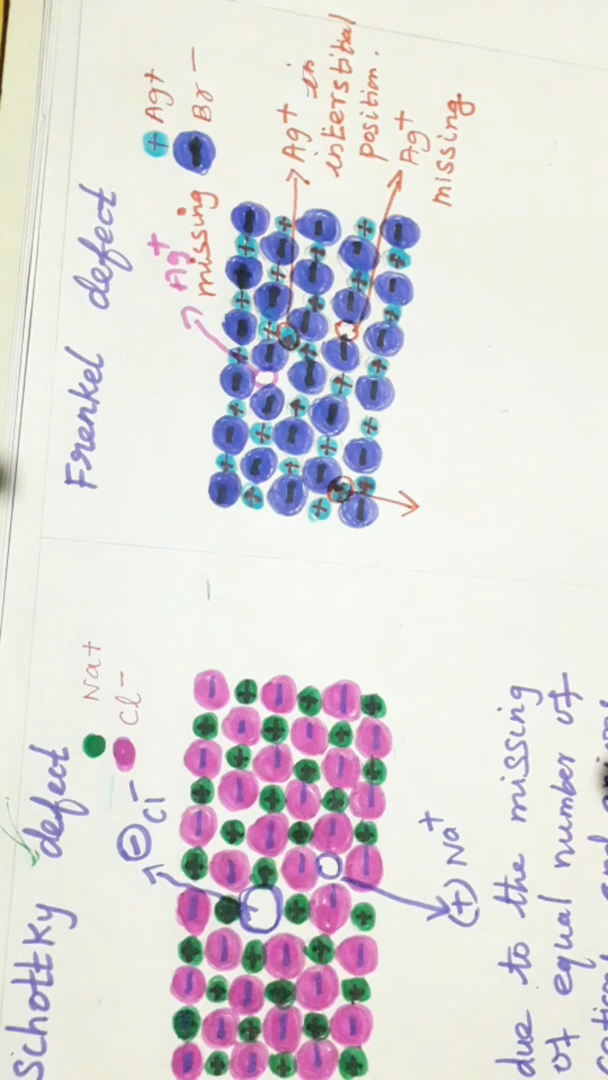 Schottky defect
Na+
Cl-
⊖ Cl-
(+) Na+
due to the missing
of equal number of
Frenkel defect
Ag+
Br-
Ag+
missing
Ag+ in
interstitial
position.
Ag+
missing